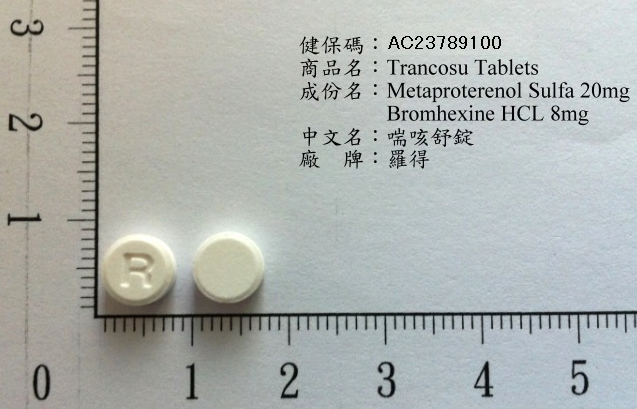 健保碼：AC23789100
商品名：Trancosu Tablets
成份名：Metaproterenol Sulfa 20mg
Bromhexine HCL 8mg
中文名：喘咳舒錠
廠　牌：羅得
3
2
1
R
0 1 2 3 4 5